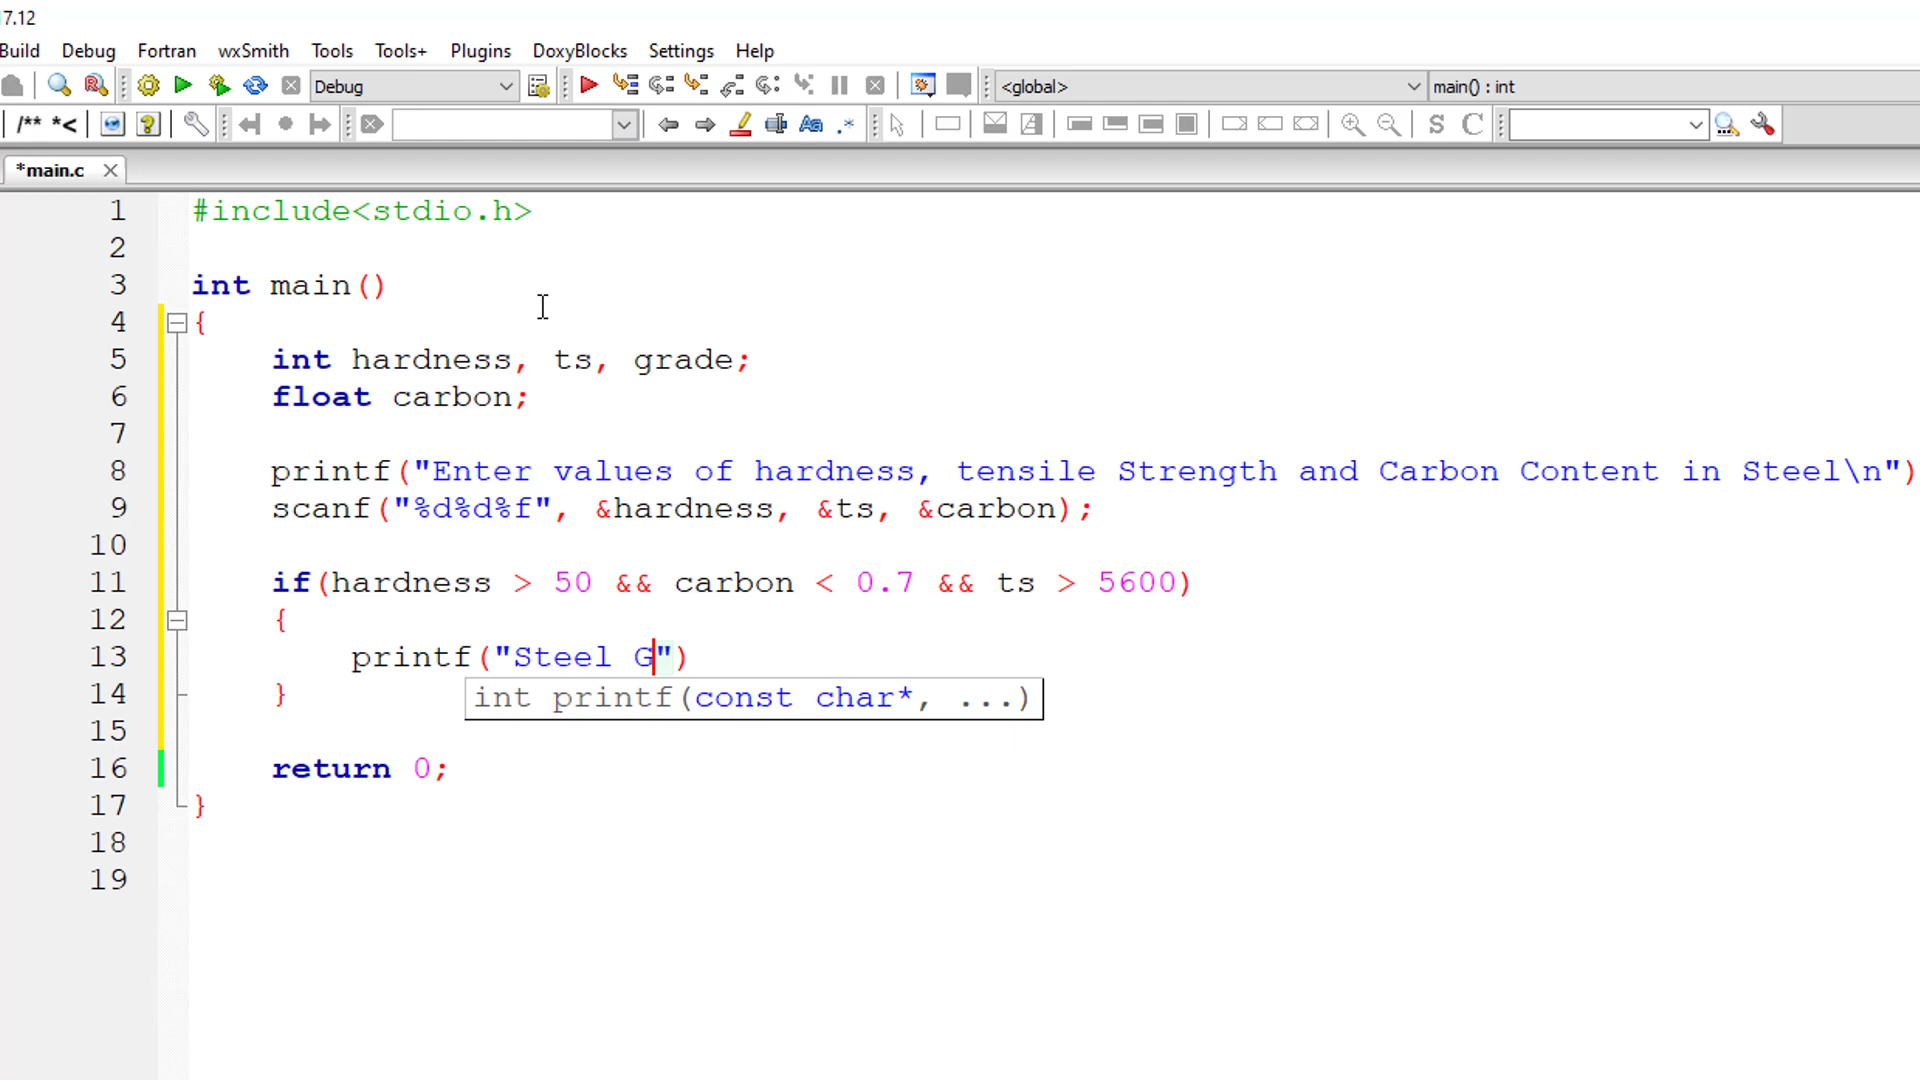 17.12
Build Debug Fortran wxSmith Tools Tools+ Plugins DoxyBlocks Settings Help
Debug <global> main() : int
/** *< Aa .* S C
*main.c
1 #include<stdio.h>
2
3 int main()
4 {
5 int hardness, ts, grade;
6 float carbon;
7
8 printf("Enter values of hardness, tensile Strength and Carbon Content in Steel\n")
9 scanf("%d%d%f", &hardness, &ts, &carbon);
10
11 if(hardness > 50 && carbon < 0.7 && ts > 5600)
12 {
13 printf("Steel G")
int printf(const char*, ...)
14 }
15
16 return 0;
17 }
18
19